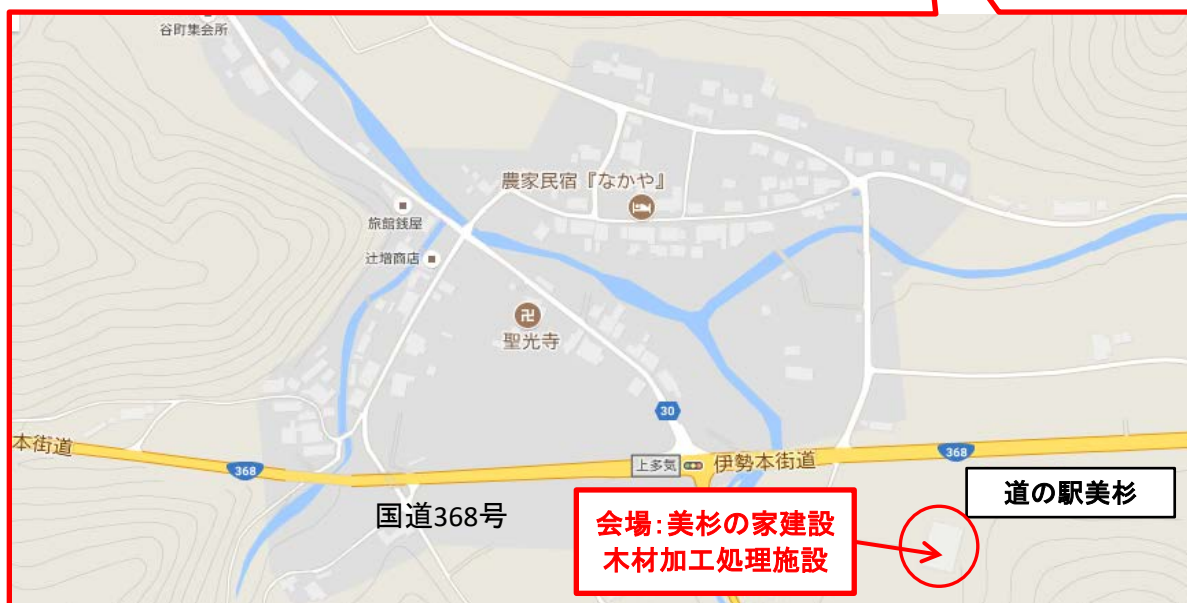 谷町集会所
農家民宿『なかや』
旅館銭屋
辻増商店
聖光寺
30
本街道
368
上多気
伊勢本街道
368
国道368号
道の駅美杉
会場：美杉の家建設
木材加工処理施設